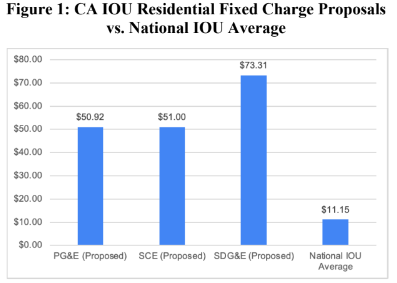 Figure 1: CA IOU Residential Fixed Charge Proposals
vs. National IOU Average
$80.00
$70.00
$60.00
$50.00
$40.00
$30.00
$20.00
$10.00
$0.00
$50.92
$51.00
$73.31
$11.15
PG&E (Proposed)
SCE (Proposed)
SDG&E (Proposed)
National IOU
Average